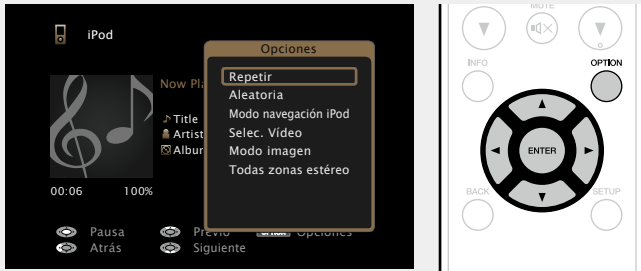 iPod
Opciones
Now Pl
Repetir
Aleatoria
Modo navegación iPod
Selec. Vídeo
Modo imagen
Todas zonas estéreo
Title
Artist
Album
00:06 100%
Pausa
Previo
Opciones
Atrás
Siguiente
MUTE
INFO
OPTION
ENTER
BACK
SETUP